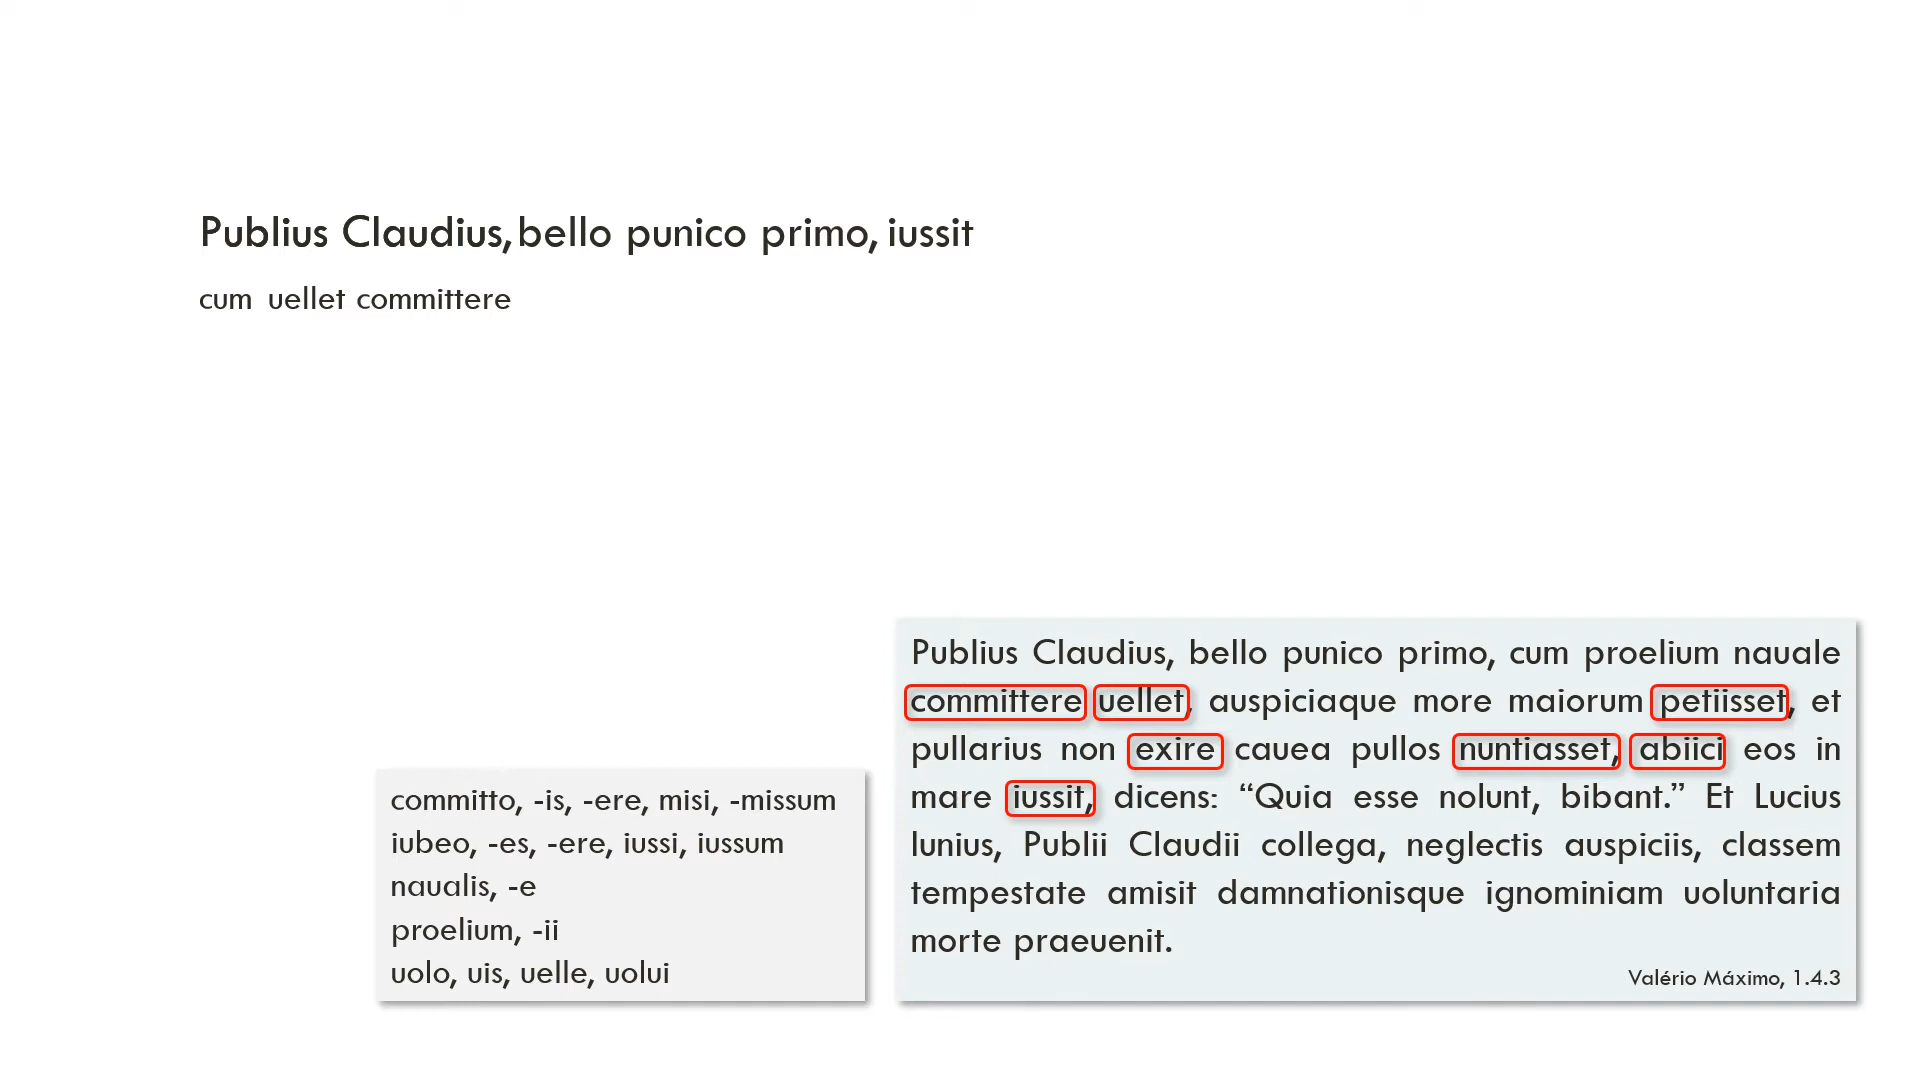 Publius Claudius, bello punico primo, iussit
cum uellet committere
committo, -is, -ere, misi, -missum
iubeo, -es, -ere, iussi, iussum
naualis, -e
proelium, -ii
uolo, uis, uelle, uolui
Publius Claudius, bello punico primo, cum proelium nauale
committere uellet, auspiciaque more maiorum petiisset, et
pullarius non exire cauea pullos nuntiasset, abiici eos in
mare iussit, dicens: “Quia esse nolunt, bibant.” Et Lucius
Iunius, Publii Claudii collega, neglectis auspiciis, classem
tempestate amisit damnationisque ignominiam uoluntaria
morte praeuenit.
Valério Máximo, 1.4.3